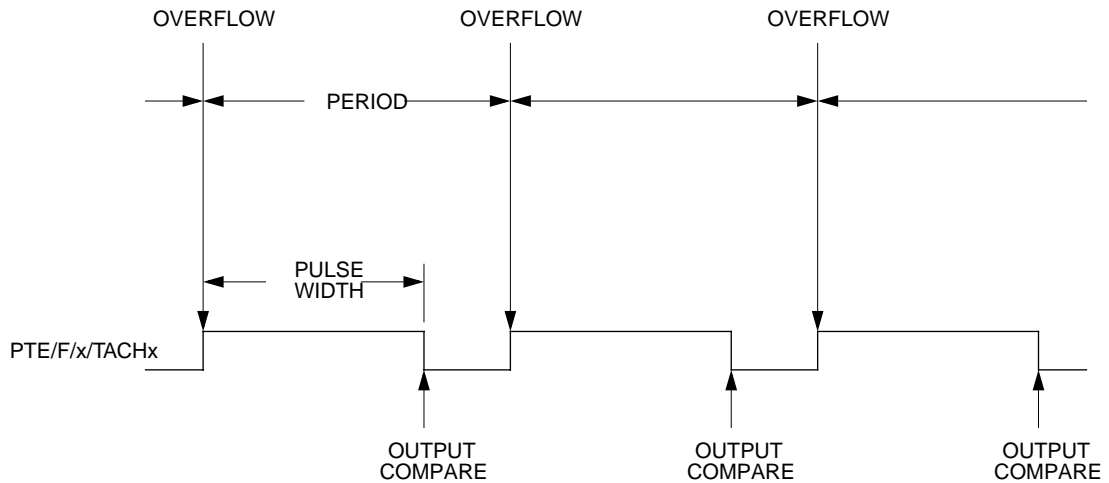 OVERFLOW
OVERFLOW
OVERFLOW
PERIOD
PULSE
WIDTH
PTE/F/x/TACHx
OUTPUT
COMPARE
OUTPUT
COMPARE
OUTPUT
COMPARE